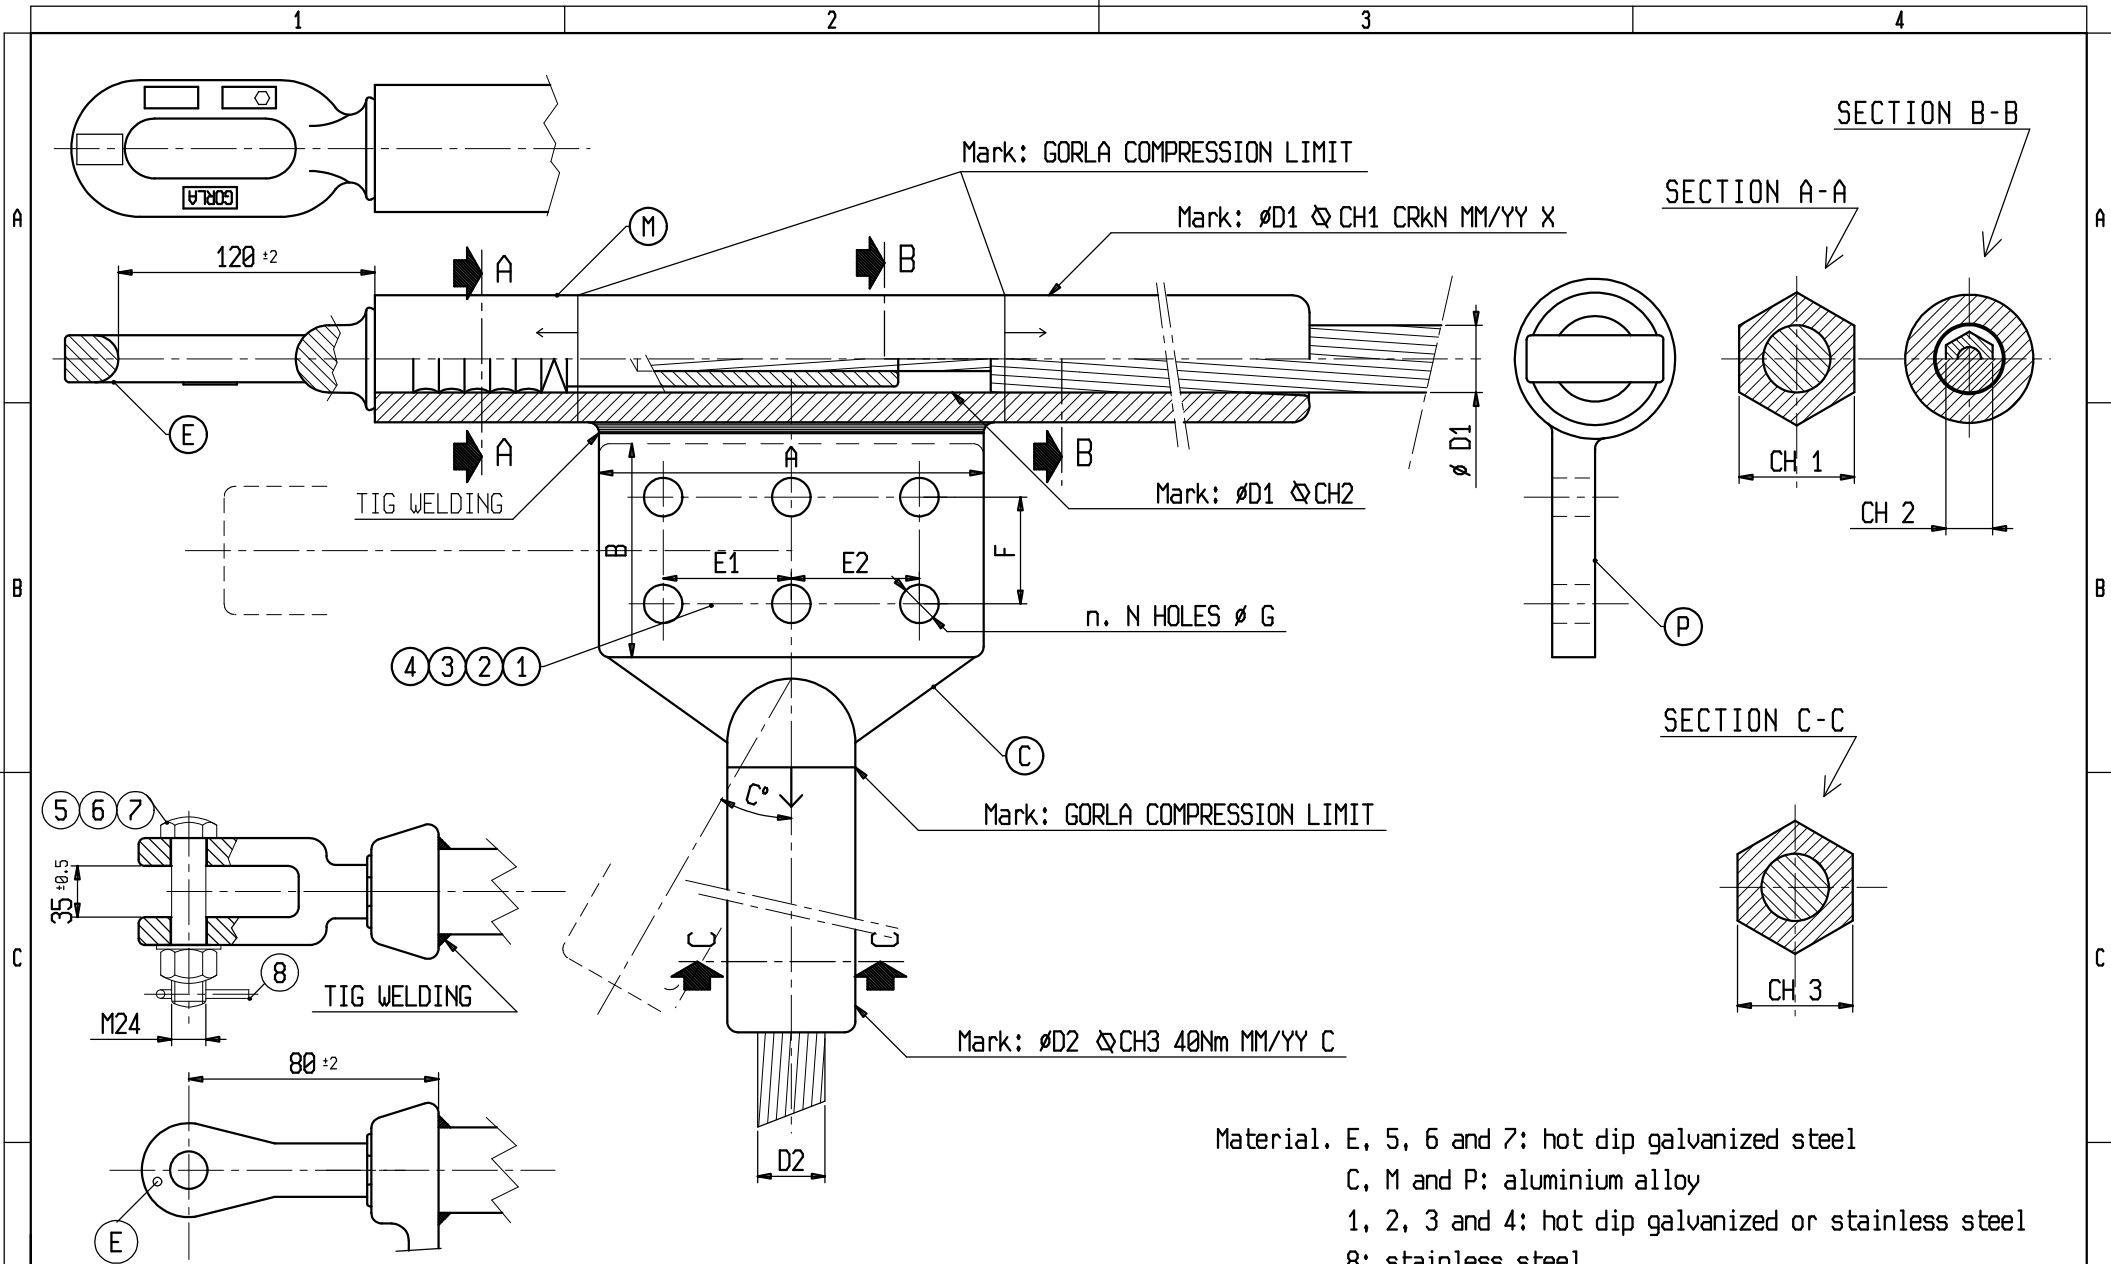 1 2 3 4
SECTION B-B
Mark: GORLA COMPRESSION LIMIT
SECTION A-A
GORLA
A
Mark: øD1 CH1 CRkN MM/YY X
A
M
120 ±2
A
B
E
A
A
B
ø D1
CH 1
TIG WELDING
Mark: øD1 CH2
CH 2
B
F
E1
E2
B
n. N HOLES ø G
B
P
4 3 2 1
SECTION C-C
C
C°
5 6 7
Mark: GORLA COMPRESSION LIMIT
35 ±0.5
C
C
C
C
8
TIG WELDING
CH 3
M24
Mark: øD2 CH3 40Nm MM/YY C
80 ±2
D2
E
Material. E, 5, 6 and 7: hot dip galvanized steel
C, M and P: aluminium alloy
1, 2, 3 and 4: hot dip galvanized or stainless steel
8: stainless steel